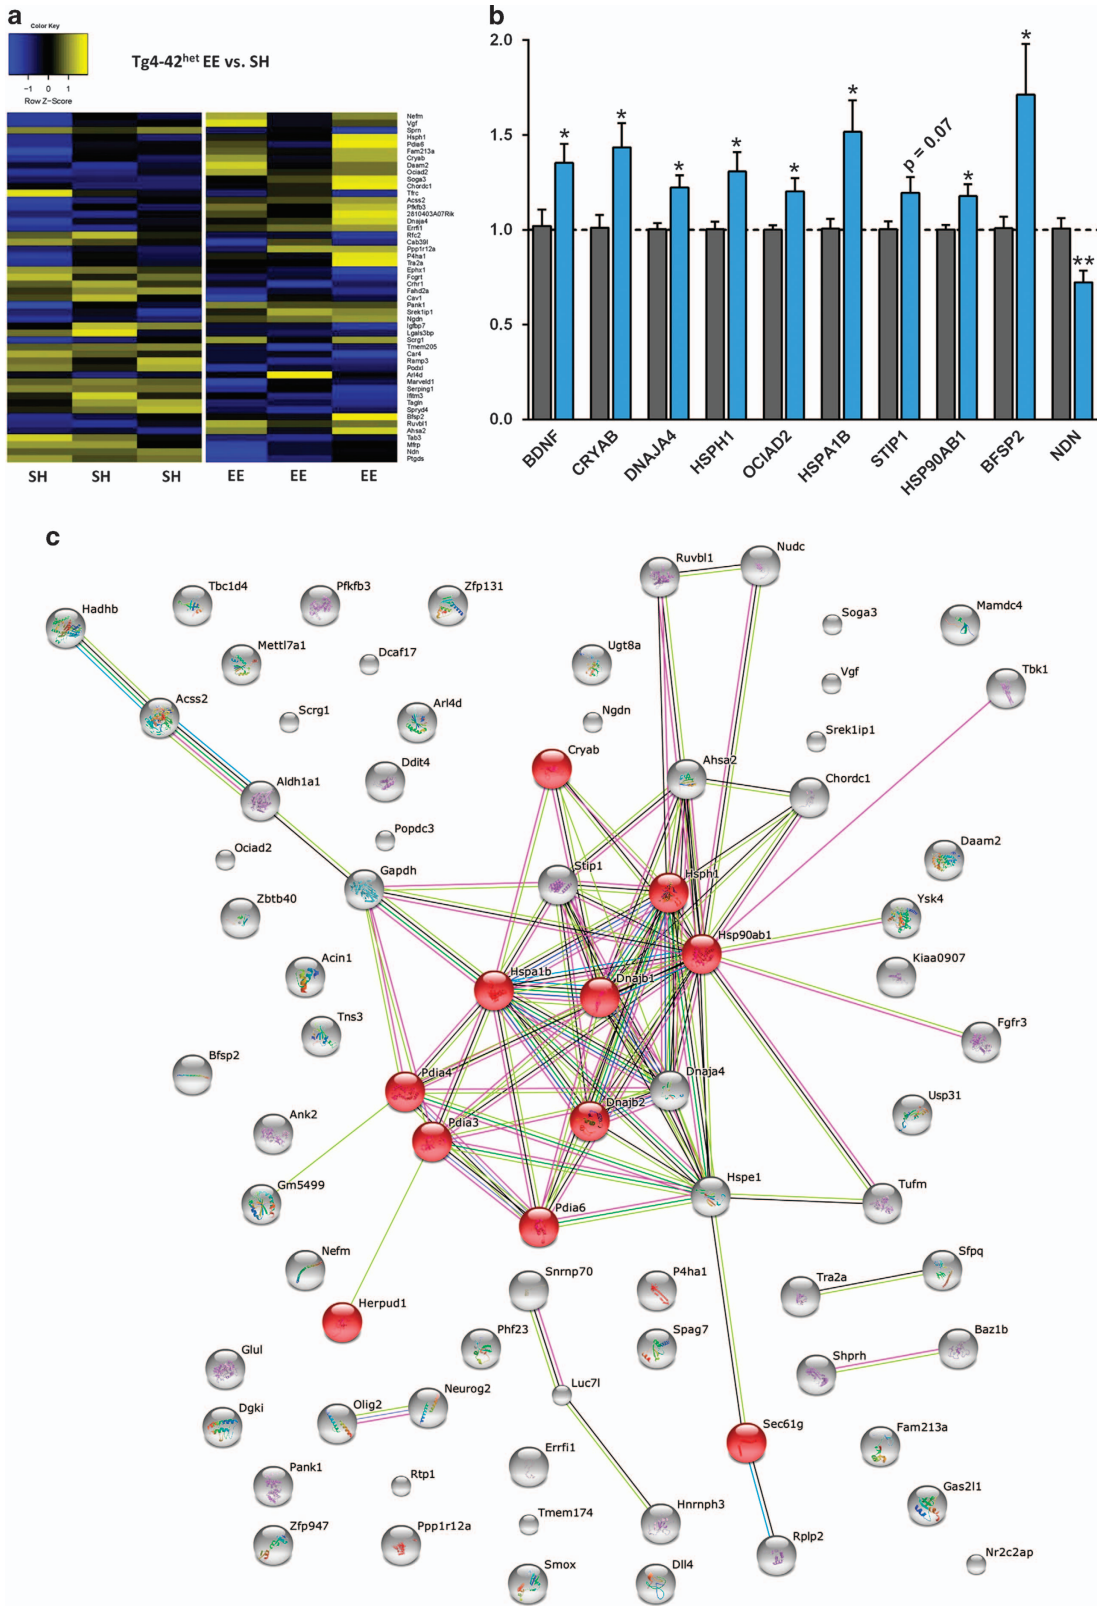 a
Color Key
−1 0 1
Row Z-Score
Tg4-42het EE vs. SH
Nefm
Vgf
Sprn
Hsph1
Pdia6
Fam213a
Cryab
Daam2
Ociad2
Soga3
Chordc1
Tfrc
Acss2
Pfkfb3
2810403A07Rik
Dnaja4
Errfi1
Rfc2
Cab39l
Ppp1r12a
P4ha1
Tra2a
Ephx1
Fcgrt
Crhr1
Fahd2a
Cav1
Pank1
Srek1ip1
Ngdn
Igfbp7
Lgals3bp
Scrg1
Tmem205
Car4
Ramp3
Podxl
Arl4d
Marveld1
Serping1
Ifitm3
Tagln
Spryd4
Bfsp2
Ruvbl1
Ahsa2
Tab3
Mfrp
Ndn
Ptgds
SH SH SH EE EE EE
b
2.0
1.5
1.0
0.5
0.0
* * * * * * p = 0.07 * * **
BDNF CRYAB DNAJA4 HSPH1 OCIAD2 HSPA1B STIP1 HSP90AB1 BFSP2 NDN
c
Ruvbl1
Nudc
Tbc1d4
Pfkfb3
Zfp131
Hadhb
Soga3
Mamdc4
Mettl7a1
Dcaf17
Ugt8a
Vgf
Tbk1
Acss2
Scrg1
Arl4d
Ngdn
Srek1ip1
Cryab
Ahsa2
Chordc1
Ddit4
Aldh1a1
Popdc3
Ociad2
Daam2
Gapdh
Stip1
Hsph1
Zbtb40
Ysk4
Hsp90ab1
Acin1
Hspa1b
Dnajb1
Kiaa0907
Tns3
Fgfr3
Bfsp2
Pdia4
Dnaja4
Usp31
Ank2
Pdia3
Dnajb2
Gm5499
Hspe1
Tufm
Pdia6
Nefm
Snrnp70
P4ha1
Tra2a
Sfpq
Herpud1
Phf23
Spag7
Shprh
Baz1b
Glul
Luc7l
Dgki
Olig2
Neurog2
Sec61g
Fam213a
Errfi1
Pank1
Rtp1
Gas2l1
Tmem174
Hnrnph3
Zfp947
Ppp1r12a
Rplp2
Nr2c2ap
Smox
Dll4